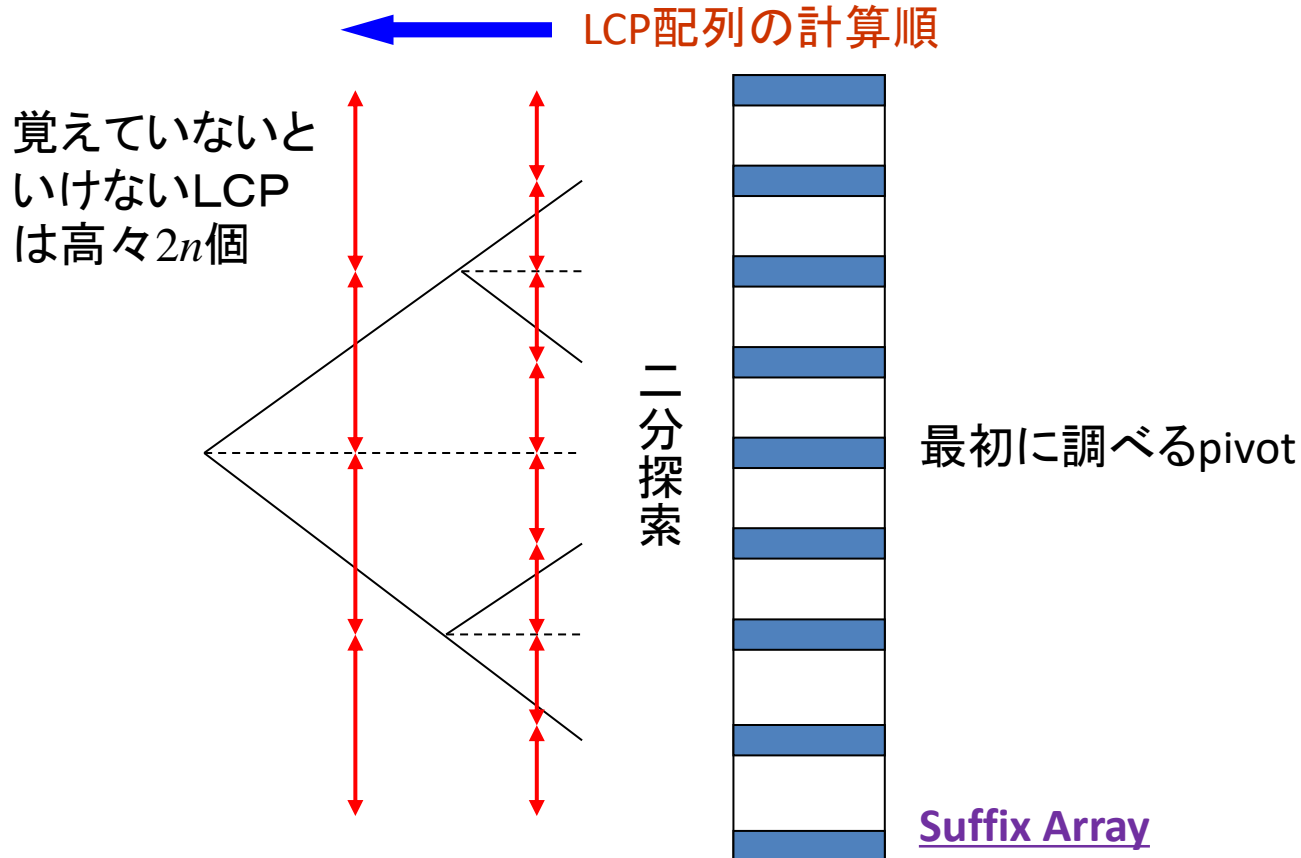 LCP配列の計算順
覚えていないと
いけないＬＣＰ
は高々2n個
二分探索
最初に調べるpivot
Suffix Array